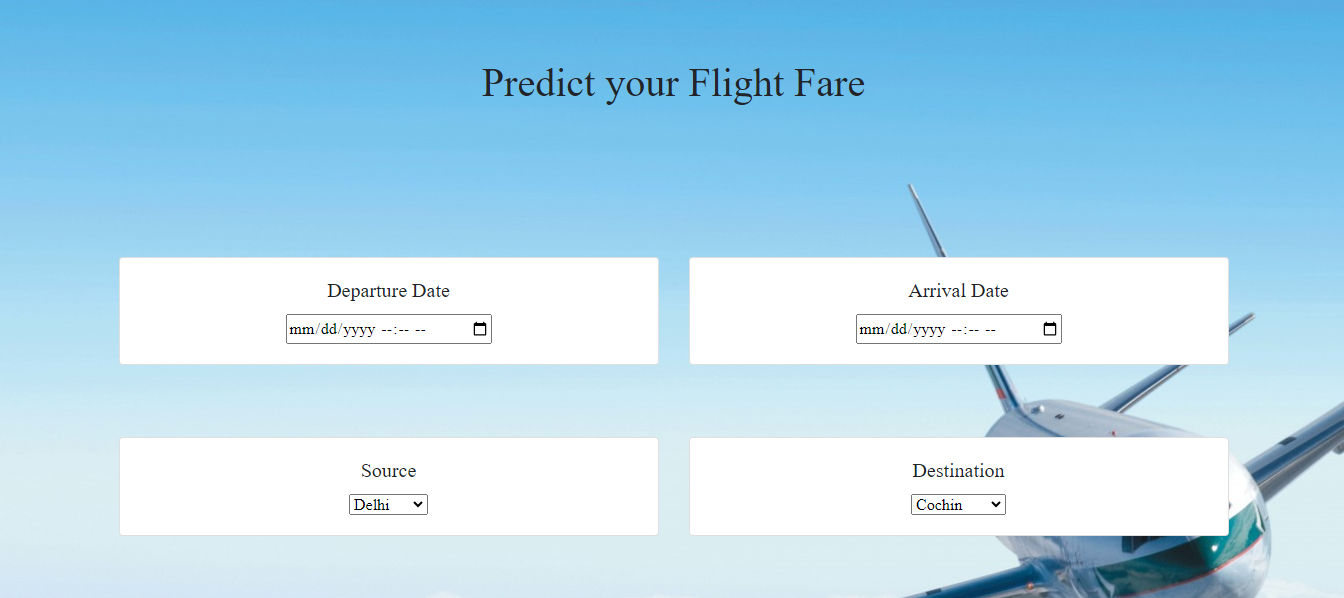 Predict your Flight Fare
Departure Date
Arrival Date
mm/dd/yyyy --:-- --
mm/dd/yyyy --:-- --
Source
Destination
Delhi
Cochin